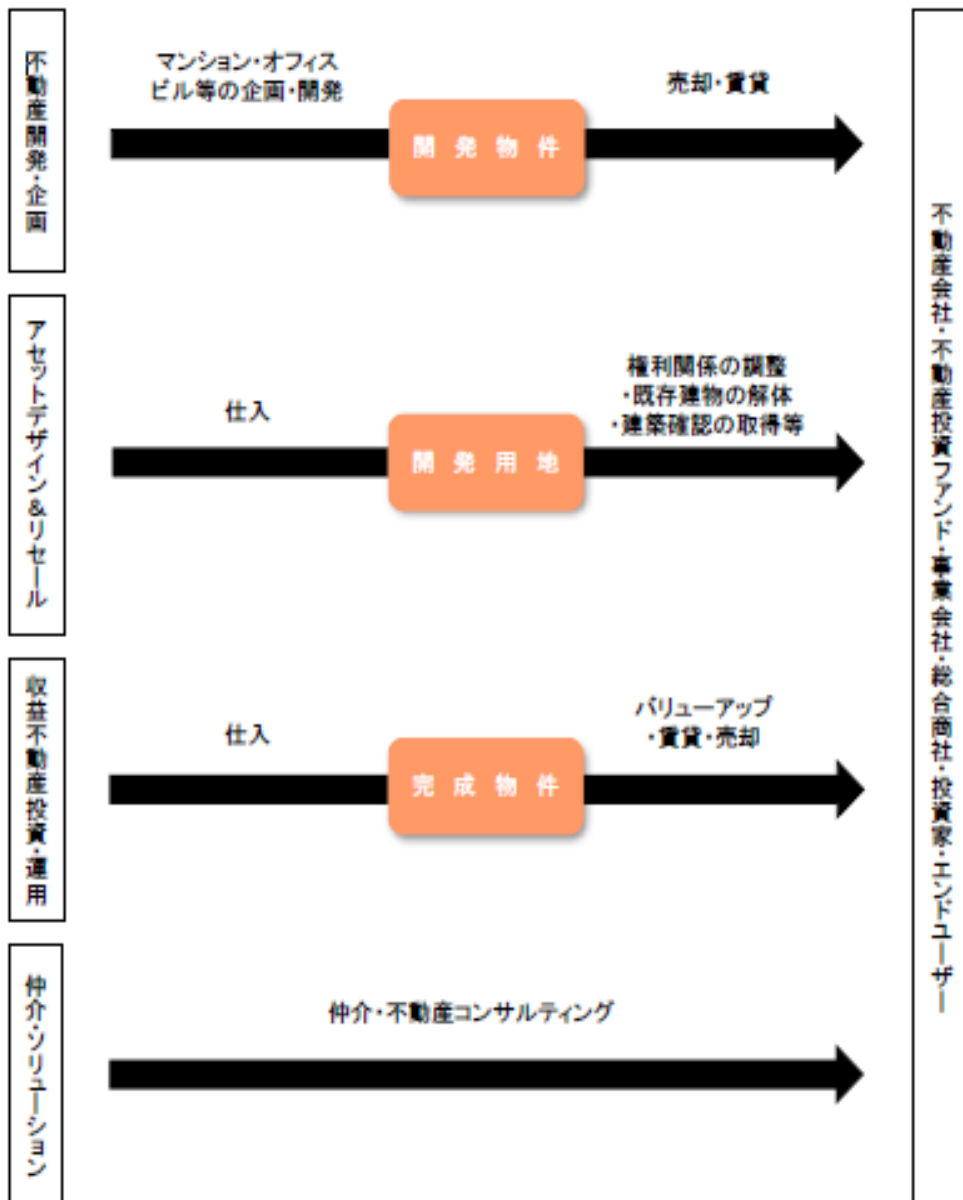 不動産開発・企画
マンション・オフィス
ビル等の企画・開発
開発物件
売却・賃貸
アセットデザイン&リセール
仕入
開発用地
権利関係の調整
・既存建物の解体
・建築確認の取得等
収益不動産投資・運用
仕入
完成物件
バリューアップ
・賃貸・売却
仲介・ソリューション
仲介・不動産コンサルティング
不動産会社・不動産投資ファンド・事業会社・総合商社・投資家・エンドユーザー